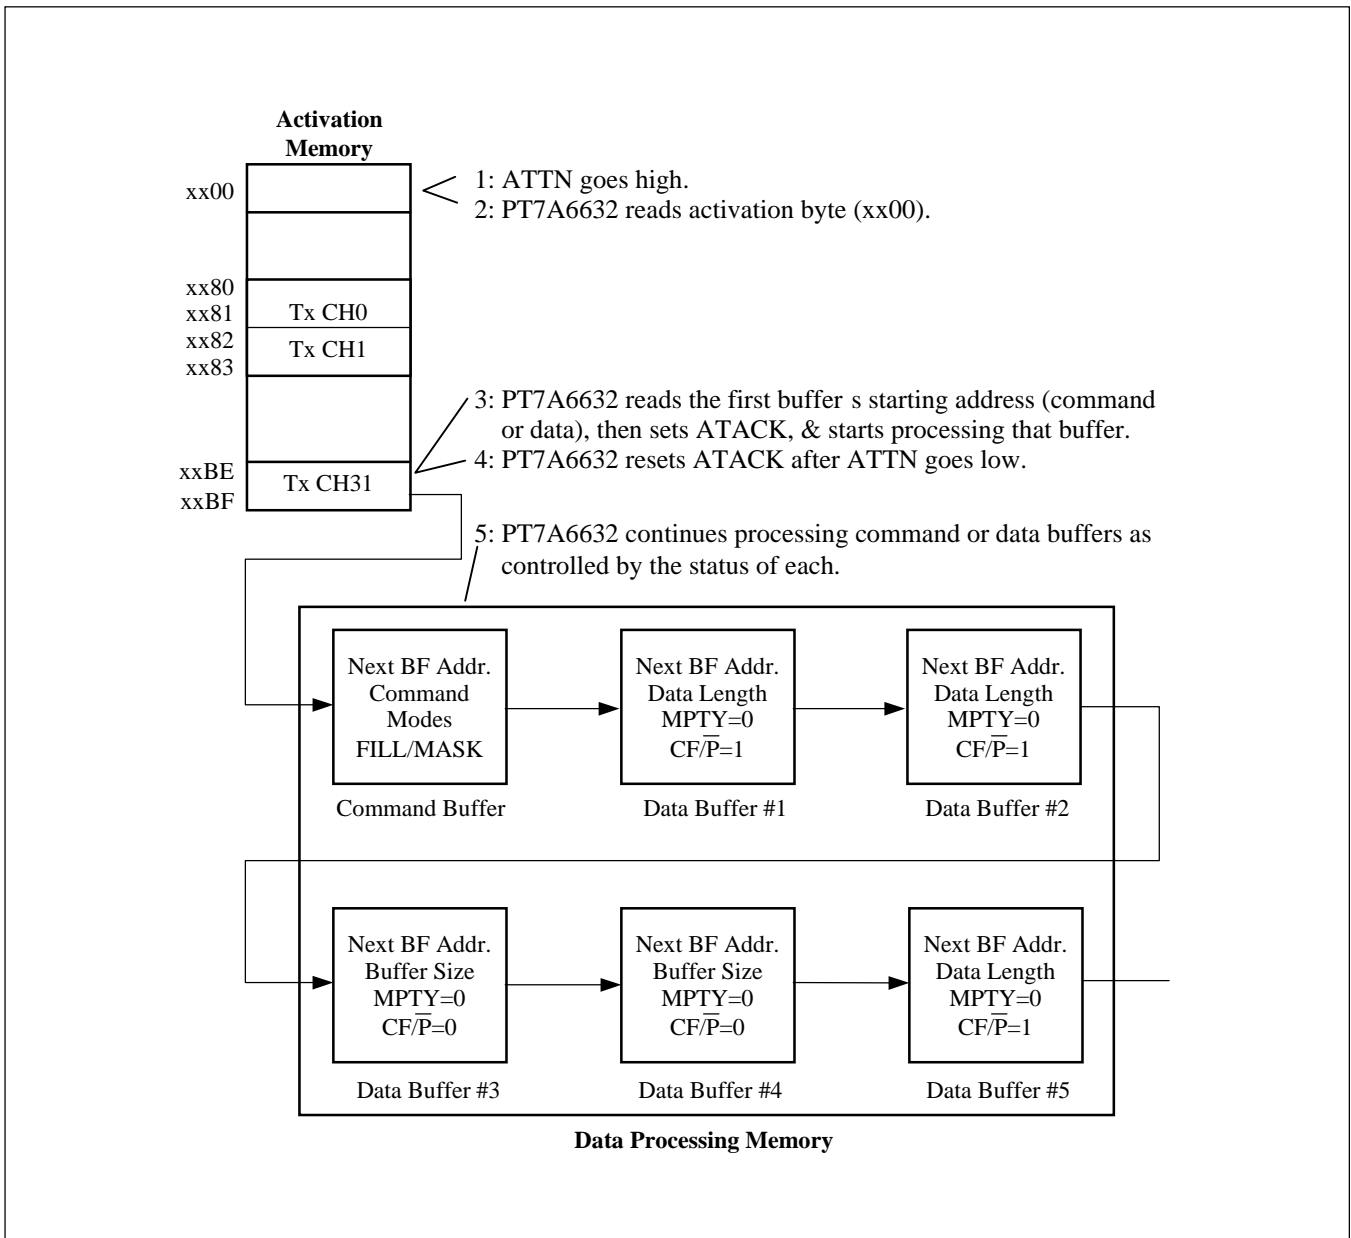 Activation
Memory
xx00
1: ATTN goes high.
2: PT7A6632 reads activation byte (xx00).
xx80
xx81
Tx CH0
xx82
Tx CH1
xx83
3: PT7A6632 reads the first buffer s starting address (command
or data), then sets ATACK, & starts processing that buffer.
4: PT7A6632 resets ATACK after ATTN goes low.
xxBE
Tx CH31
xxBF
5: PT7A6632 continues processing command or data buffers as
controlled by the status of each.
Next BF Addr.
Command
Modes
FILL/MASK
Command Buffer
Next BF Addr.
Data Length
MPTY=0
CF/P̅=1
Data Buffer #1
Next BF Addr.
Data Length
MPTY=0
CF/P̅=1
Data Buffer #2
Next BF Addr.
Buffer Size
MPTY=0
CF/P̅=0
Data Buffer #3
Next BF Addr.
Buffer Size
MPTY=0
CF/P̅=0
Data Buffer #4
Next BF Addr.
Data Length
MPTY=0
CF/P̅=1
Data Buffer #5
Data Processing Memory